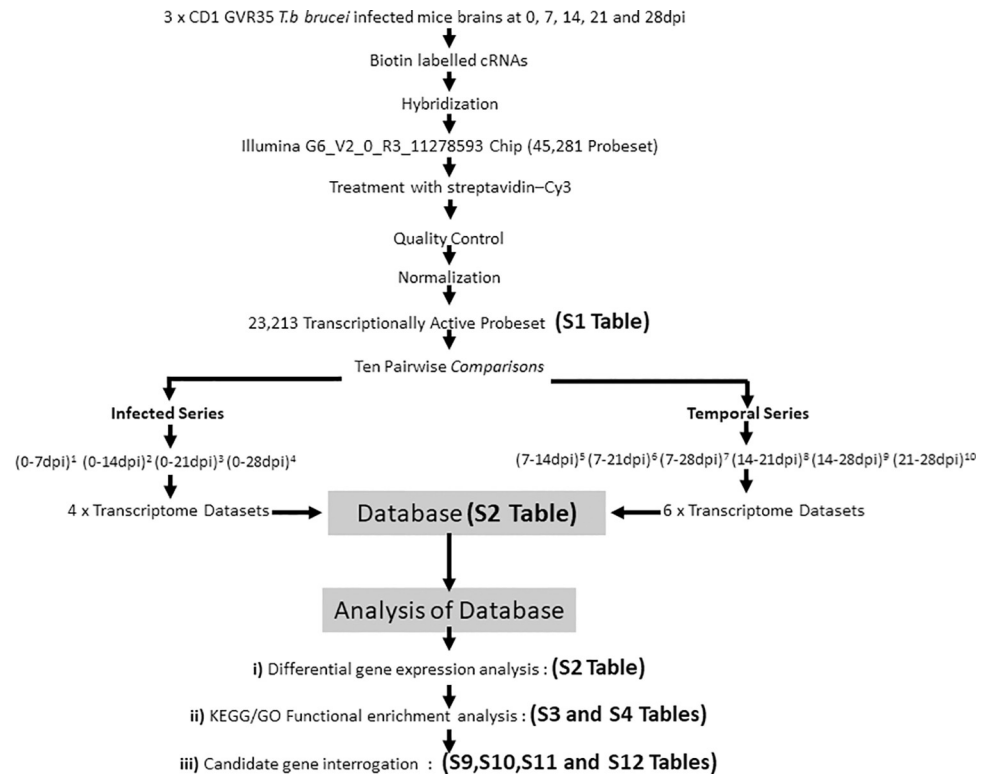 3 x CD1 GVR35 T.b brucei infected mice brains at 0, 7, 14, 21 and 28dpi
Biotin labelled cRNAs
Hybridization
Illumina G6_V2_0_R3_11278593 Chip (45,281 Probeset)
Treatment with streptavidin–Cy3
Quality Control
Normalization
23,213 Transcriptionally Active Probeset (S1 Table)
Ten Pairwise Comparisons
Infected Series
Temporal Series
(0-7dpi)¹ (0-14dpi)² (0-21dpi)³ (0-28dpi)⁴
(7-14dpi)⁵ (7-21dpi)⁶ (7-28dpi)⁷ (14-21dpi)⁸ (14-28dpi)⁹ (21-28dpi)¹⁰
4 x Transcriptome Datasets
Database (S2 Table)
6 x Transcriptome Datasets
Analysis of Database
i) Differential gene expression analysis : (S2 Table)
ii) KEGG/GO Functional enrichment analysis : (S3 and S4 Tables)
iii) Candidate gene interrogation : (S9,S10,S11 and S12 Tables)